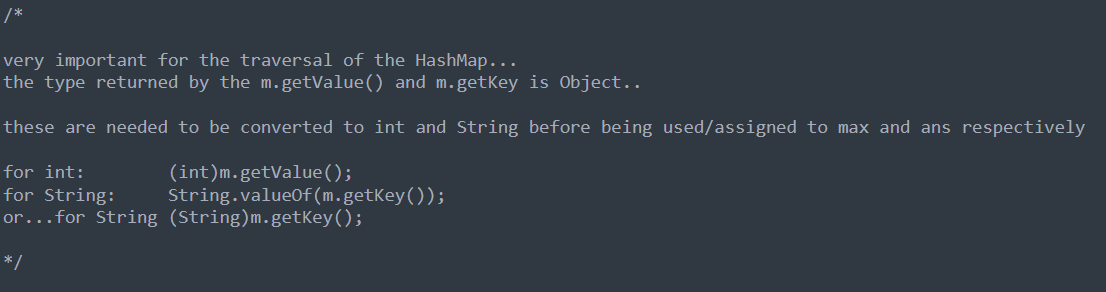 /*
very important for the traversal of the HashMap...
the type returned by the m.getValue() and m.getKey is Object..
these are needed to be converted to int and String before being used/assigned to max and ans respectively
for int:        (int)m.getValue();
for String:     String.valueOf(m.getKey());
or...for String (String)m.getKey();
*/